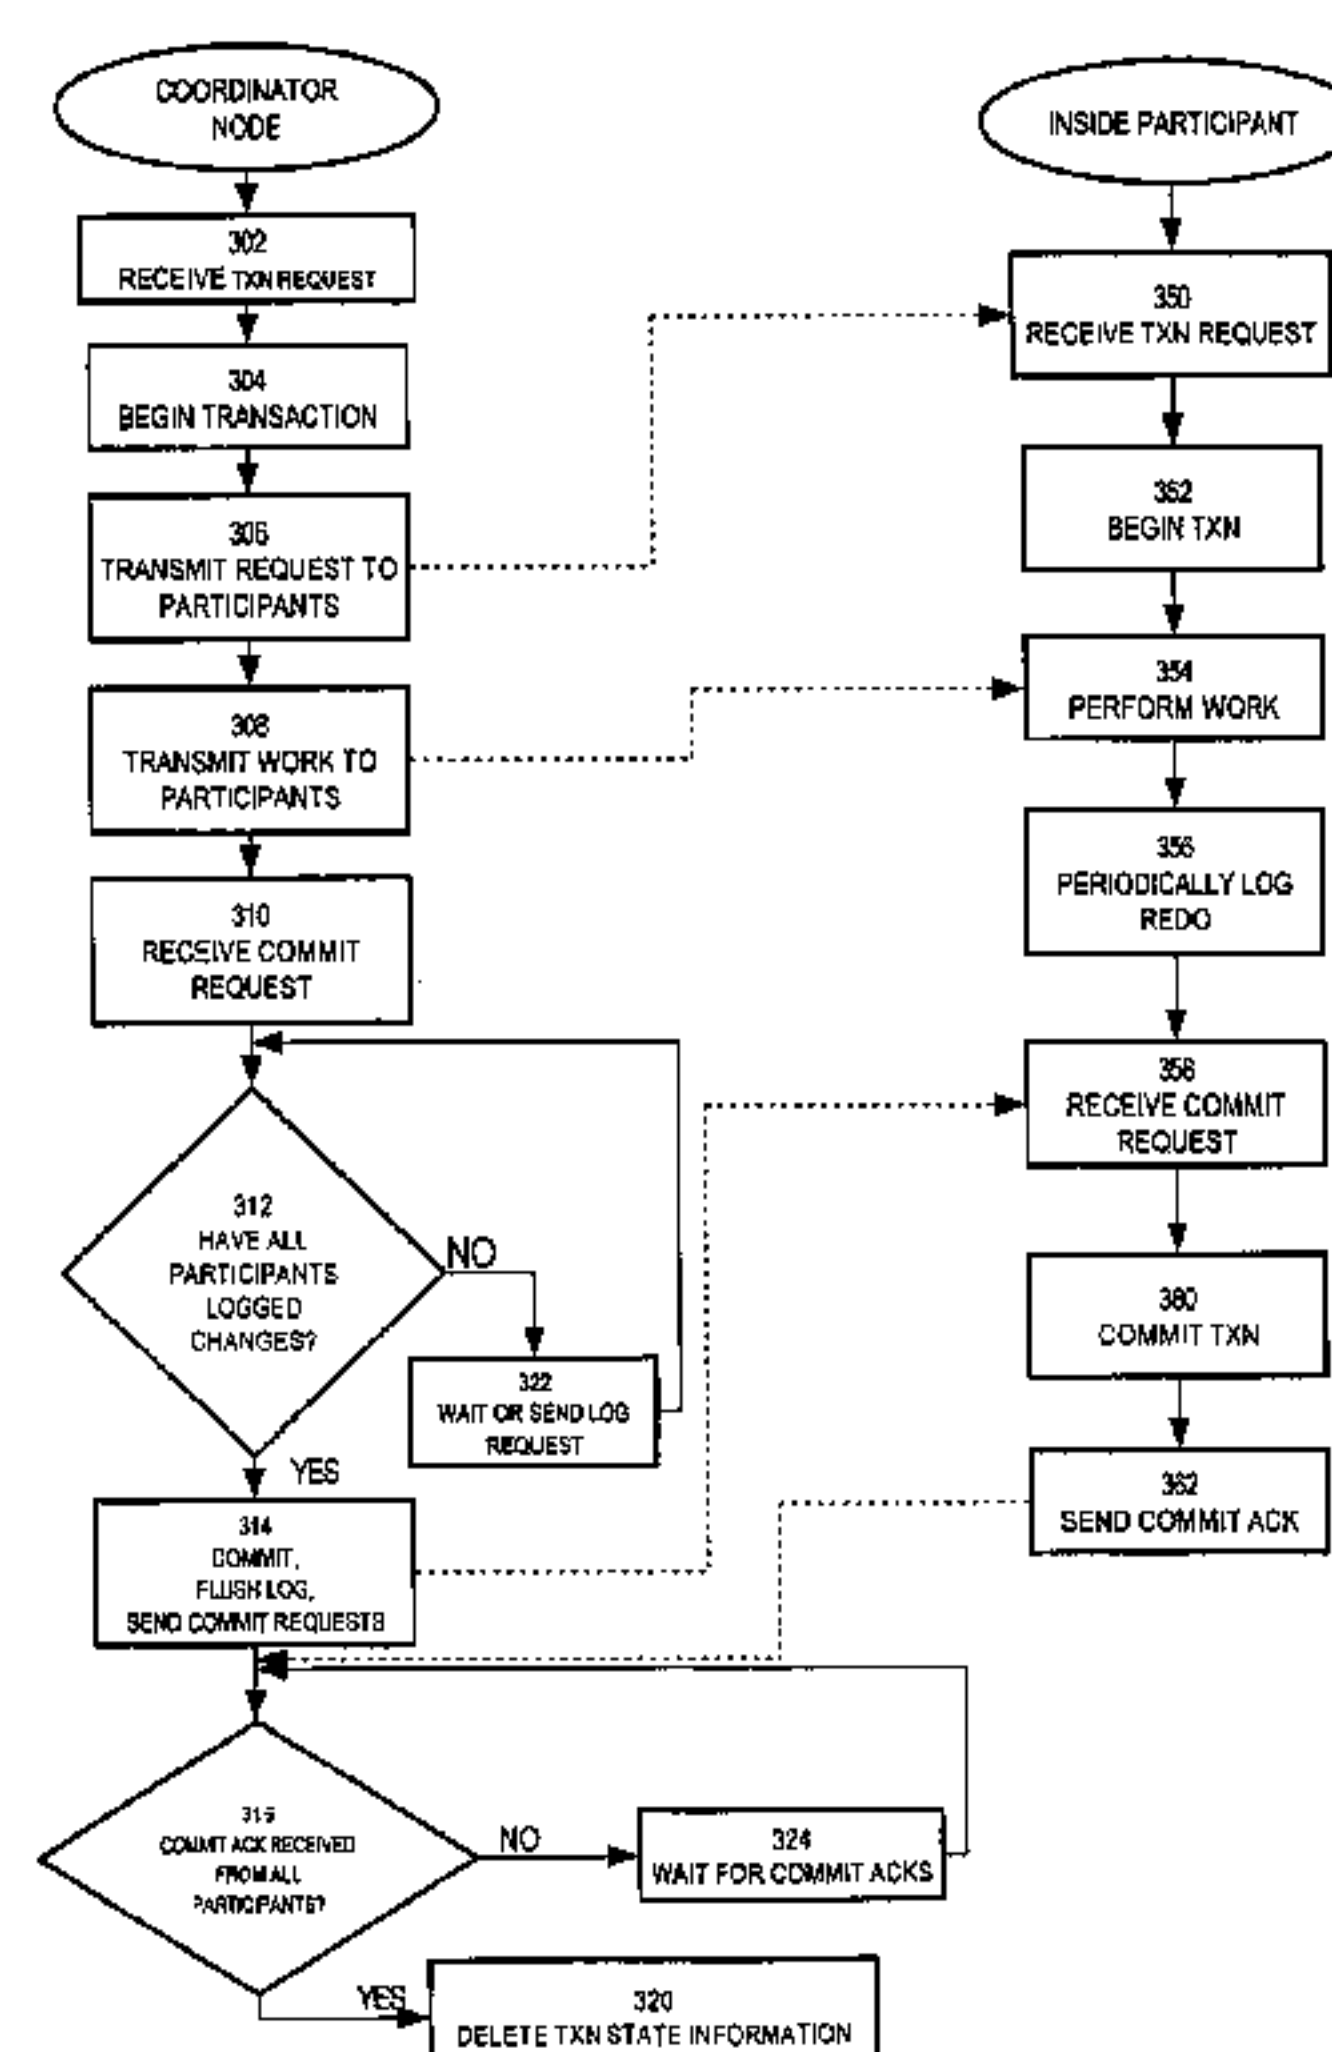 COORDINATOR
NODE
302
RECEIVE TXN REQUEST
304
BEGIN TRANSACTION
306
TRANSMIT REQUEST TO
PARTICIPANTS
308
TRANSMIT WORK TO
PARTICIPANTS
310
RECEIVE COMMIT
REQUEST
312
HAVE ALL
PARTICIPANTS
LOGGED
CHANGES?
NO
322
WAIT OR SEND LOG
REQUEST
YES
314
COMMIT,
FLUSH LOG,
SEND COMMIT REQUESTS
316
COMMIT ACK RECEIVED
FROM ALL
PARTICIPANTS?
NO
324
WAIT FOR COMMIT ACKS
YES
320
DELETE TXN STATE INFORMATION
INSIDE PARTICIPANT
350
RECEIVE TXN REQUEST
352
BEGIN TXN
354
PERFORM WORK
356
PERIODICALLY LOG
REDO
358
RECEIVE COMMIT
REQUEST
360
COMMIT TXN
362
SEND COMMIT ACK